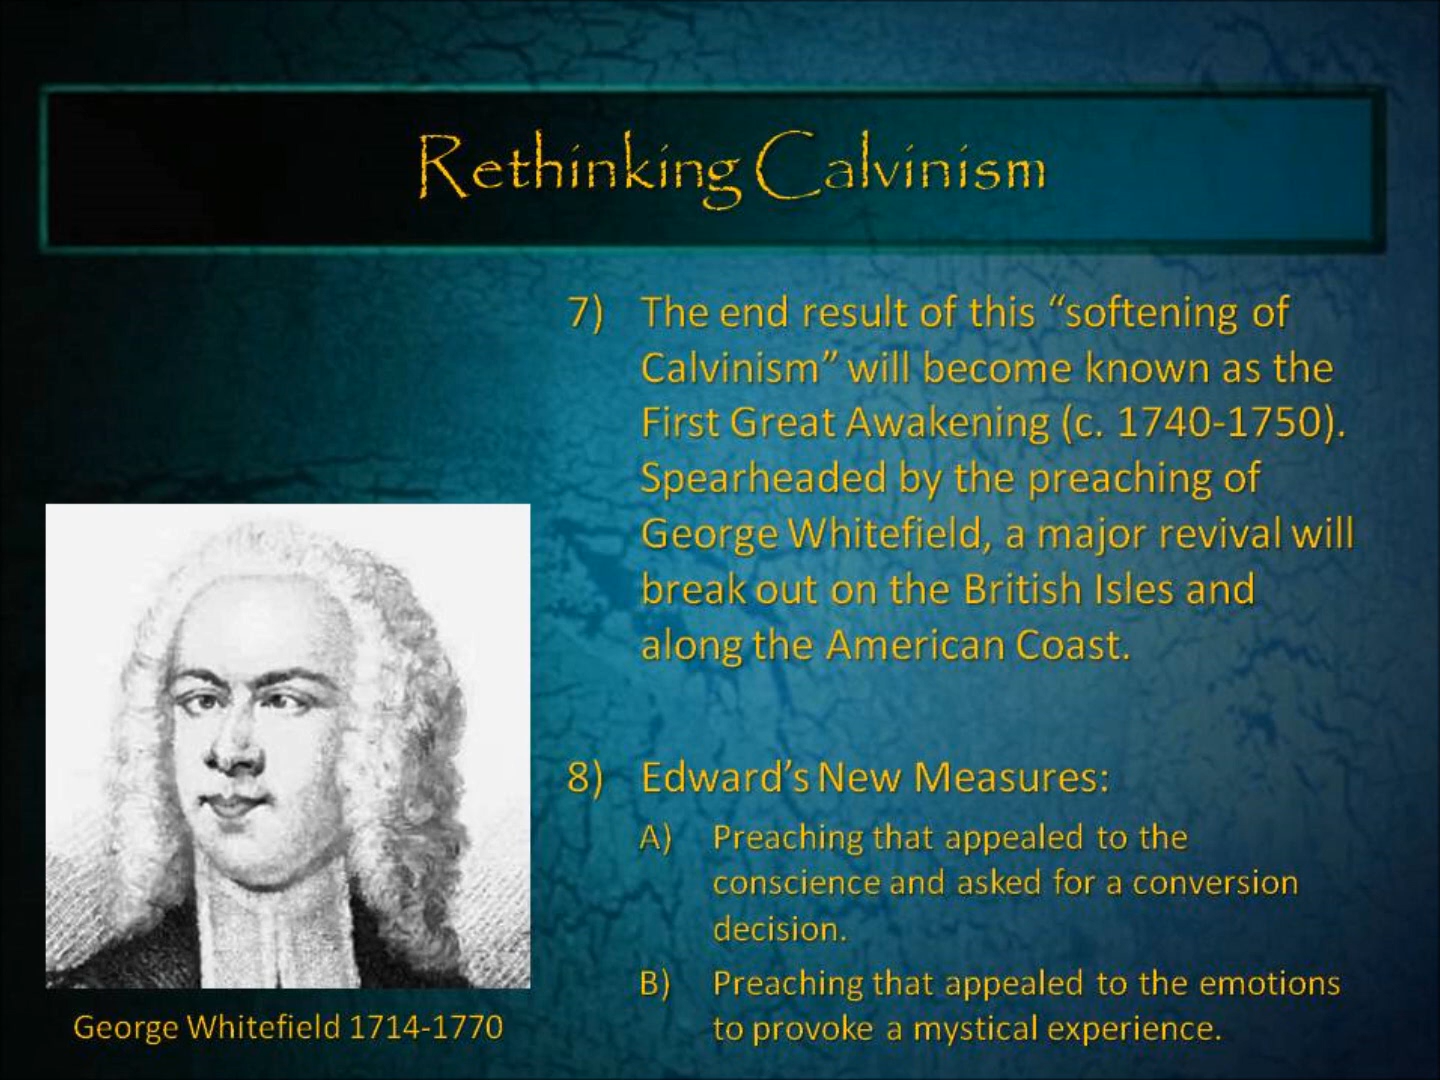 Rethinking Calvinism
7) The end result of this “softening of
Calvinism” will become known as the
First Great Awakening (c. 1740-1750).
Spearheaded by the preaching of
George Whitefield, a major revival will
break out on the British Isles and
along the American Coast.
8) Edward’s New Measures:
A) Preaching that appealed to the
conscience and asked for a conversion
decision.
B) Preaching that appealed to the emotions
to provoke a mystical experience.
George Whitefield 1714-1770